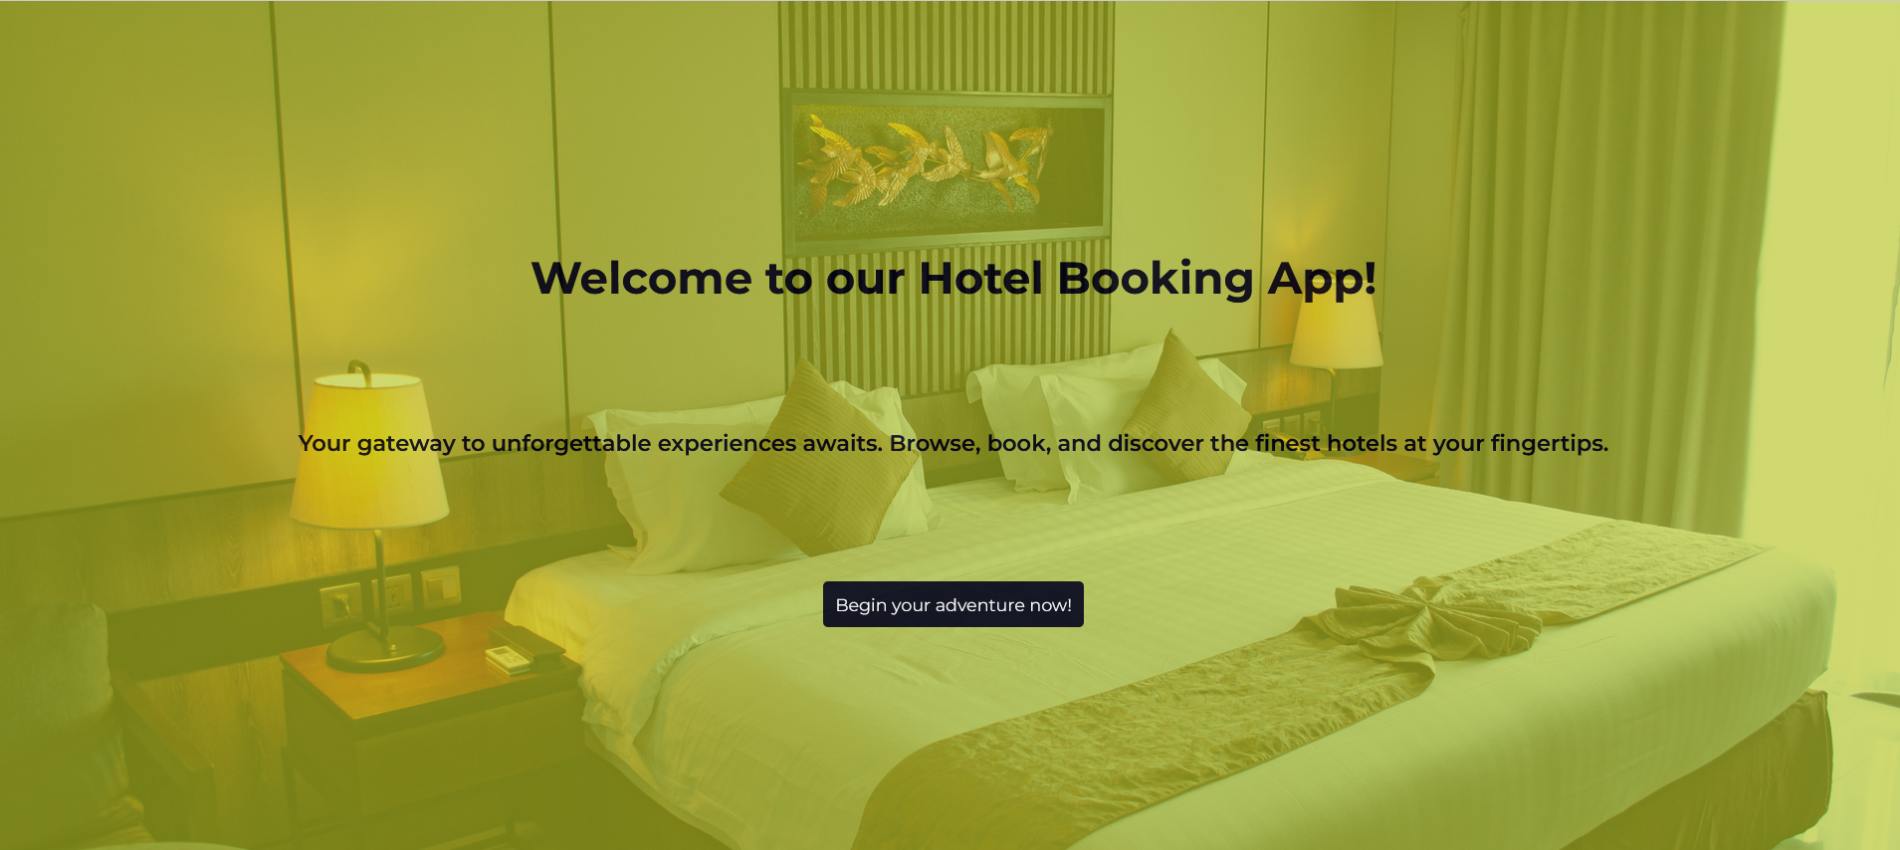 Welcome to our Hotel Booking App!
Your gateway to unforgettable experiences awaits. Browse, book, and discover the finest hotels at your fingertips.
Begin your adventure now!